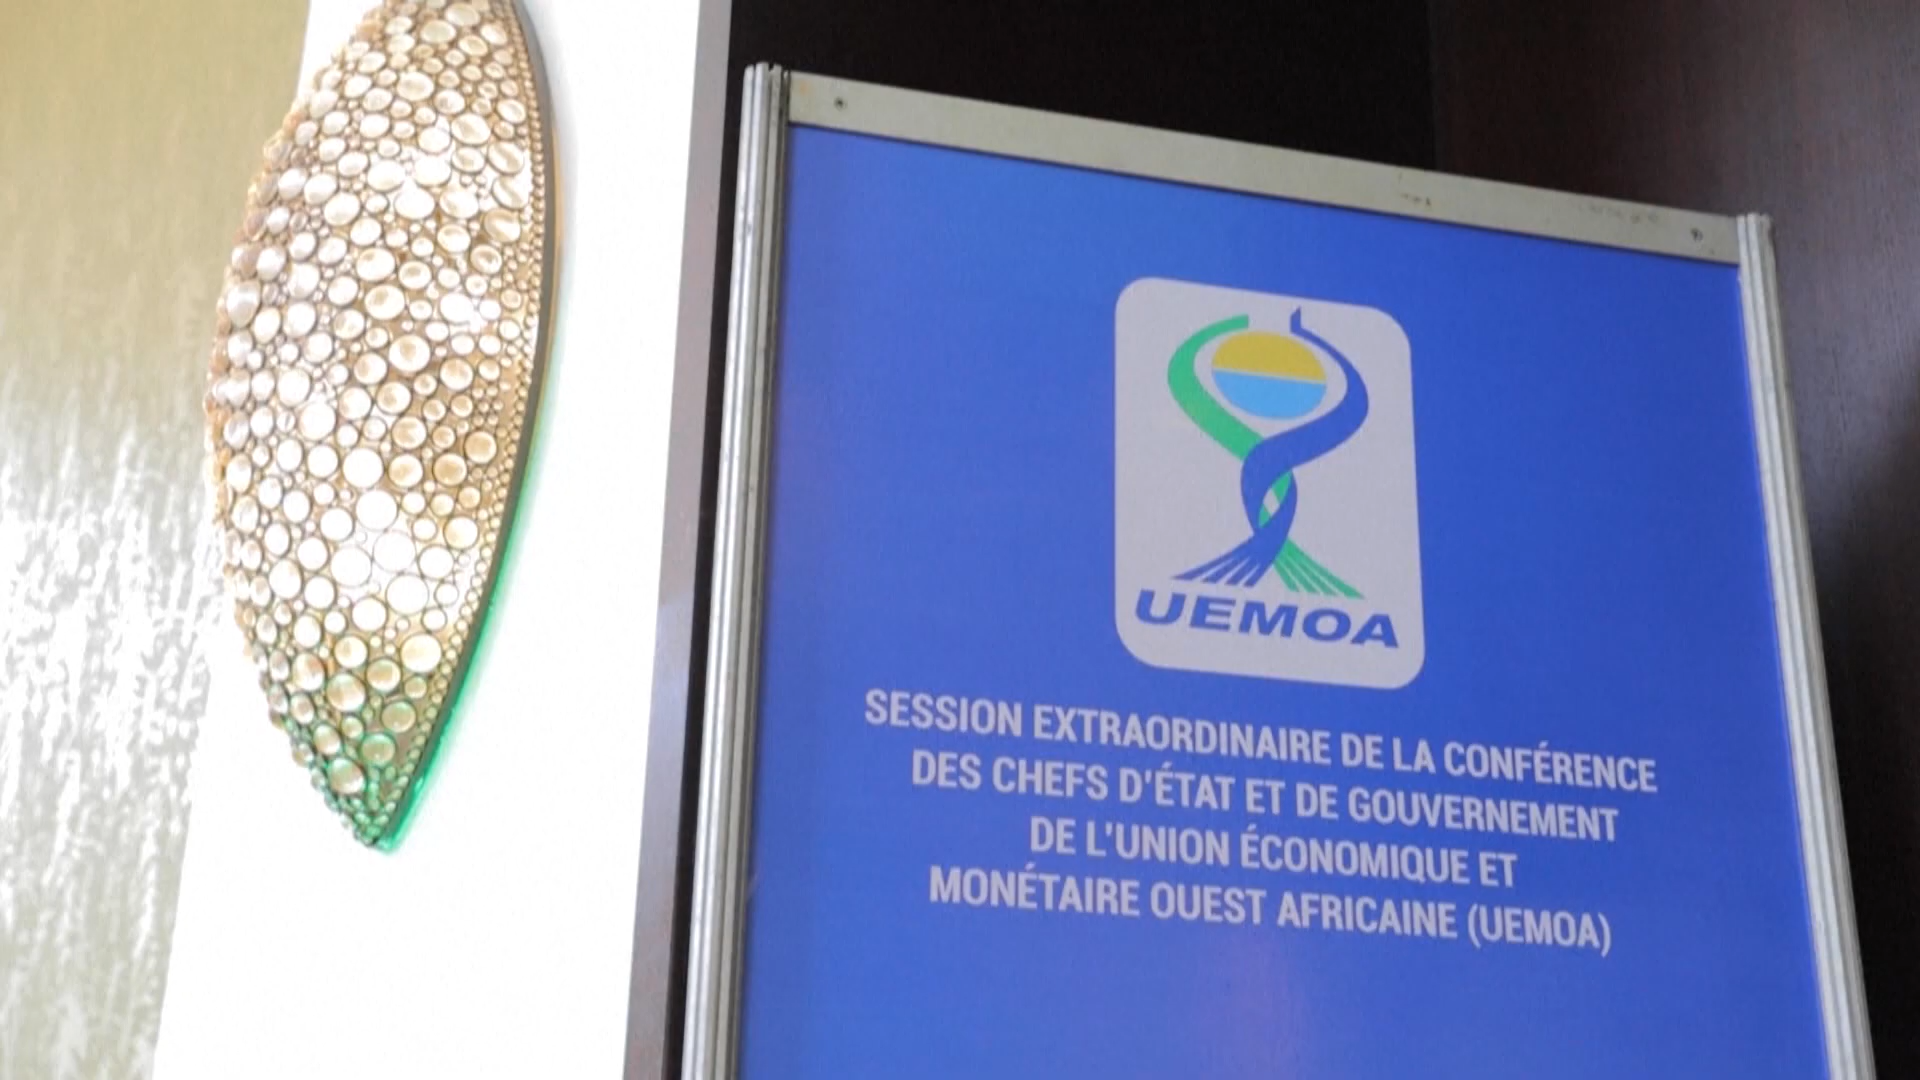 UEMOA
SESSION EXTRAORDINAIRE DE LA CONFÉRENCE
DES CHEFS D'ÉTAT ET DE GOUVERNEMENT
DE L'UNION ÉCONOMIQUE ET
MONÉTAIRE OUEST AFRICAINE (UEMOA)